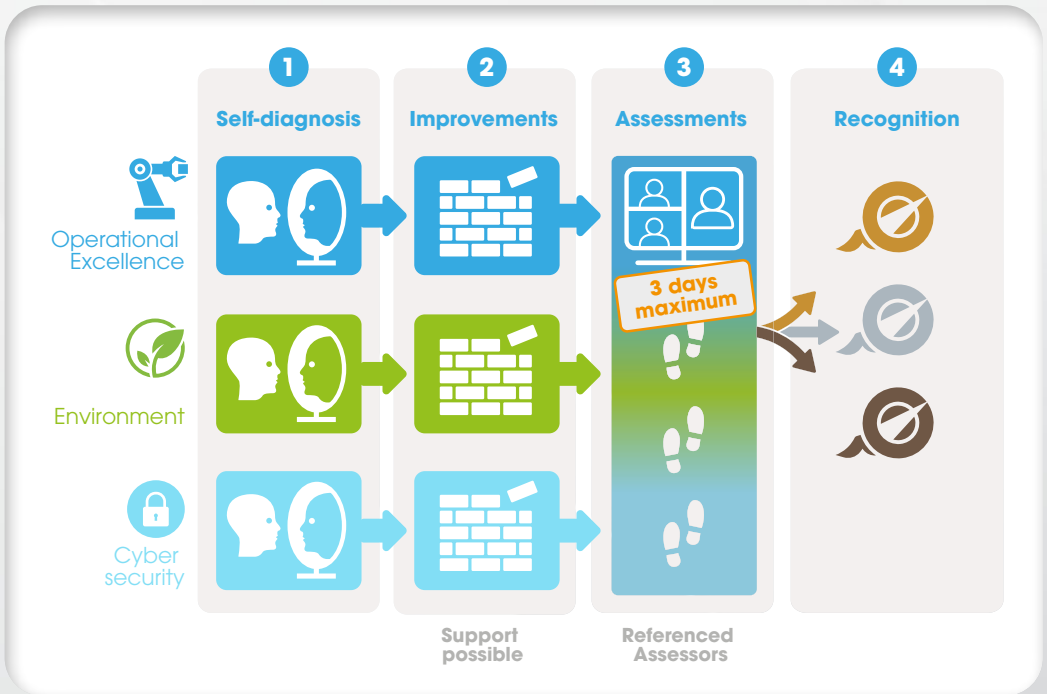 1
2
3
4
Self-diagnosis
Improvements
Assessments
Recognition
Operational
Excellence
3 days
maximum
Environment
Cyber
security
Support
possible
Referenced
Assessors